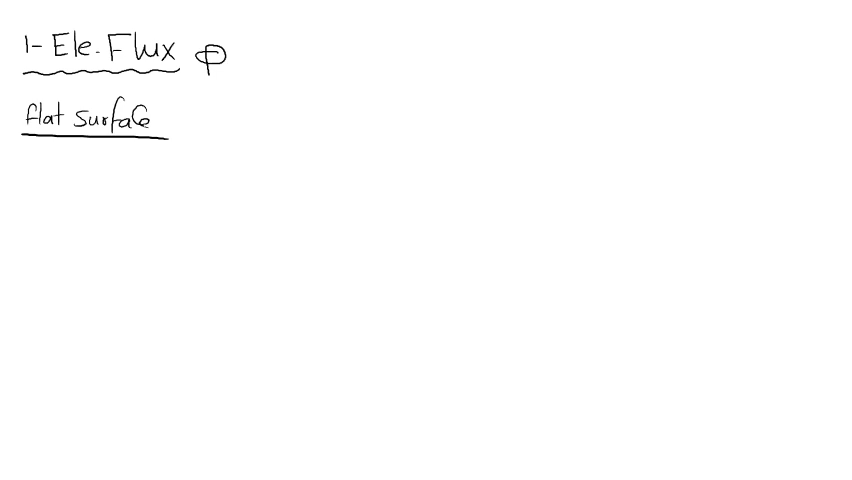 1- Ele. Flux Φ
flat surface